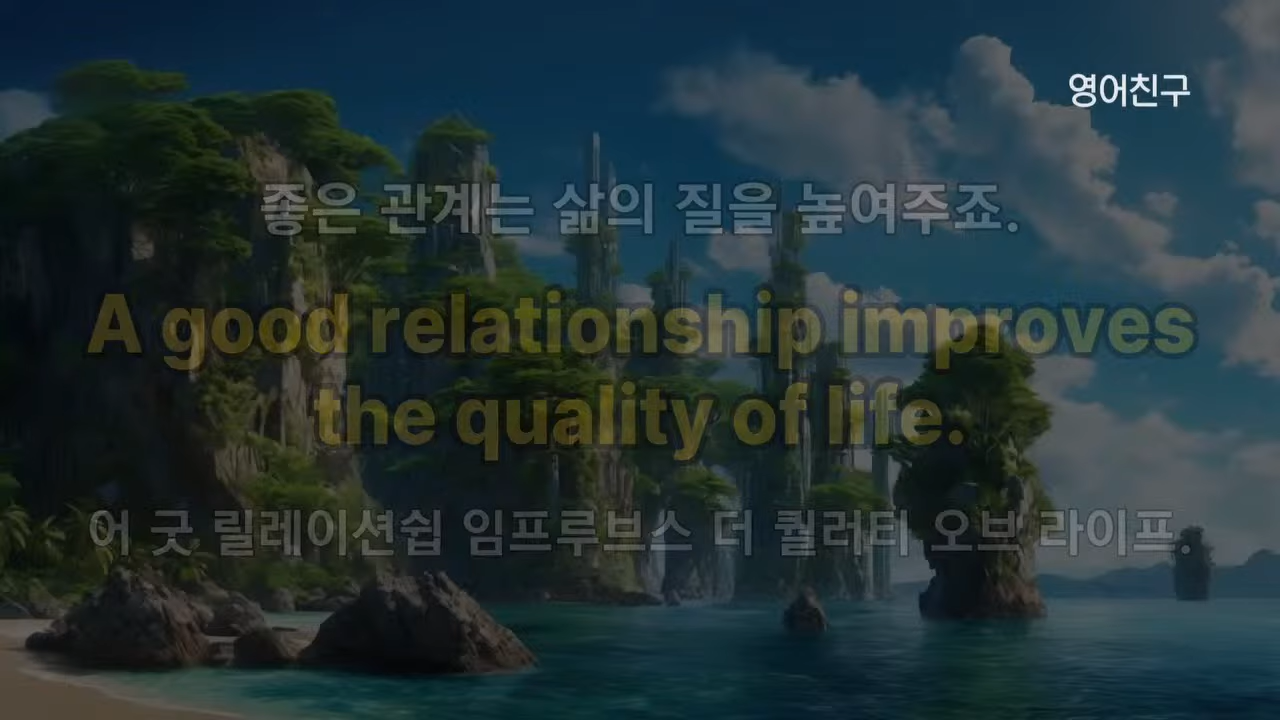 영어친구
좋은 관계는 삶의 질을 높여주죠.
A good relationship improves
the quality of life.
어 굿 릴레이션쉽 임프루브스 더 퀄러티 오브 라이프.